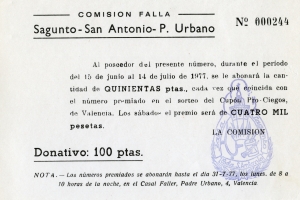 COMISION FALLA
Sagunto-San Antonio-P. Urbano
Nº 000244
Al poseedor del presente número, durante el período
del 15 de junio al 14 de julio de 1977, se le abonará la can-
tidad de QUINIENTAS ptas., cada vez que coincida con
el número premiado en el sorteo del Cupón Pro-Ciegos,
de Valencia. Los sábados el premio será de CUATRO MIL
pesetas.
LA COMISION
Donativo: 100 ptas.
NOTA.—Los números premiados se abonarán hasta el día 31-7-77, los lunes, de 8 a
10 horas de la noche, en el Casal Faller, Padre Urbano, 4, Valencia.